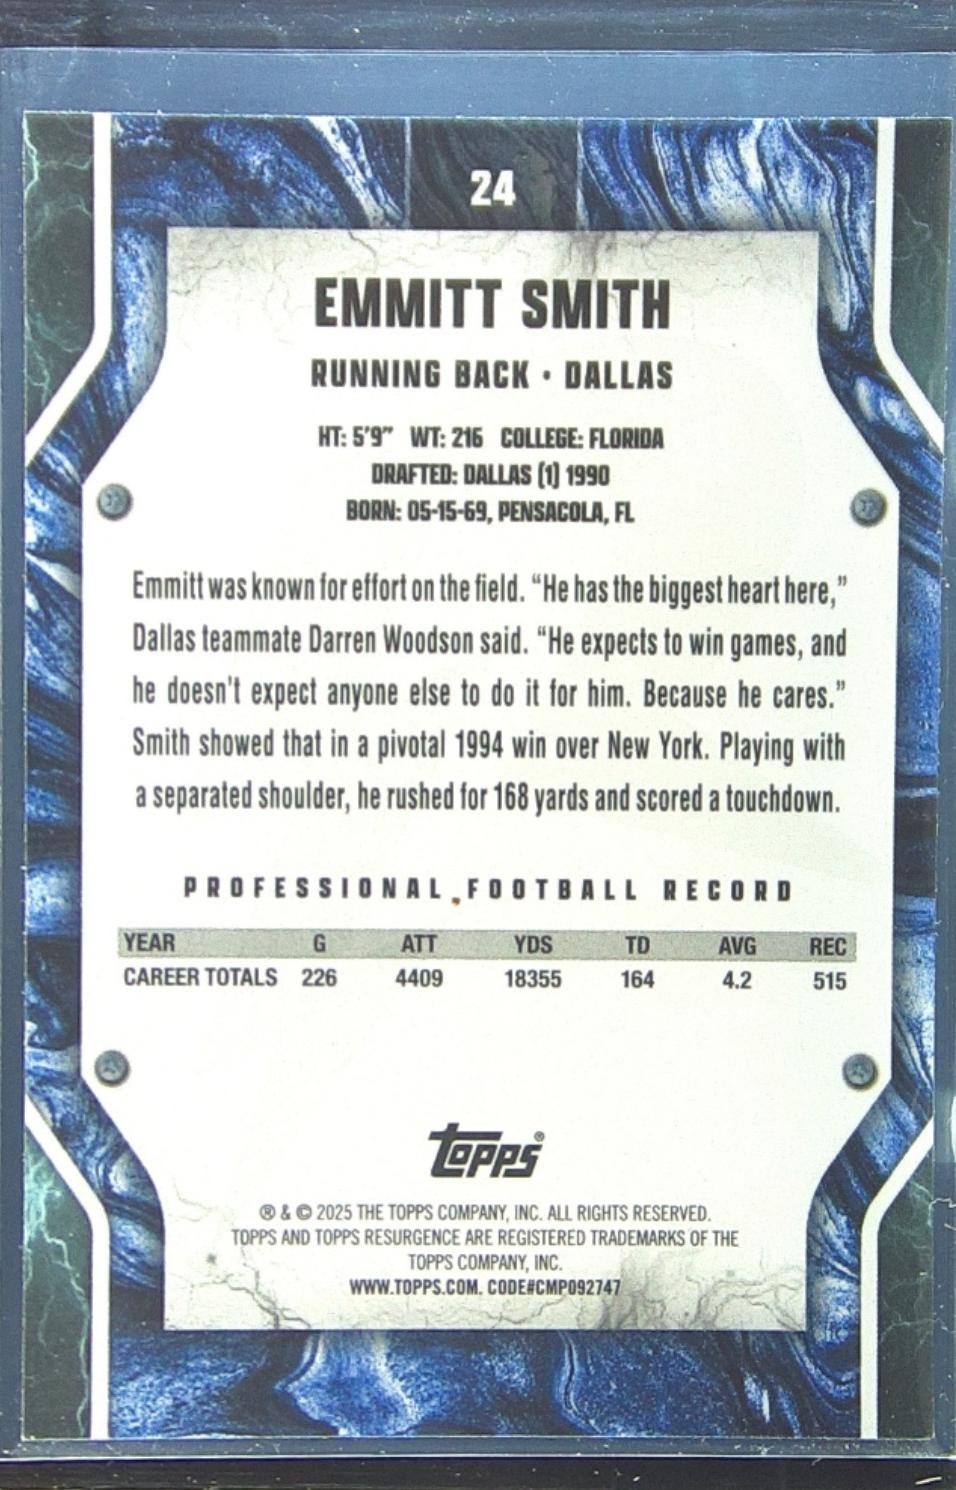 24
EMMITT SMITH
RUNNING BACK • DALLAS
HT: 5'9" WT: 216 COLLEGE: FLORIDA
DRAFTED: DALLAS (1) 1990
BORN: 05-15-69, PENSACOLA, FL
Emmitt was known for effort on the field. “He has the biggest heart here,”
Dallas teammate Darren Woodson said. “He expects to win games, and
he doesn't expect anyone else to do it for him. Because he cares.”
Smith showed that in a pivotal 1994 win over New York. Playing with
a separated shoulder, he rushed for 168 yards and scored a touchdown.
PROFESSIONAL FOOTBALL RECORD
YEAR G ATT YDS TD AVG REC
CAREER TOTALS 226 4409 18355 164 4.2 515
Topps®
® & © 2025 THE TOPPS COMPANY, INC. ALL RIGHTS RESERVED.
TOPPS AND TOPPS RESURGENCE ARE REGISTERED TRADEMARKS OF THE
TOPPS COMPANY, INC.
WWW.TOPPS.COM. CODE#CMP092747